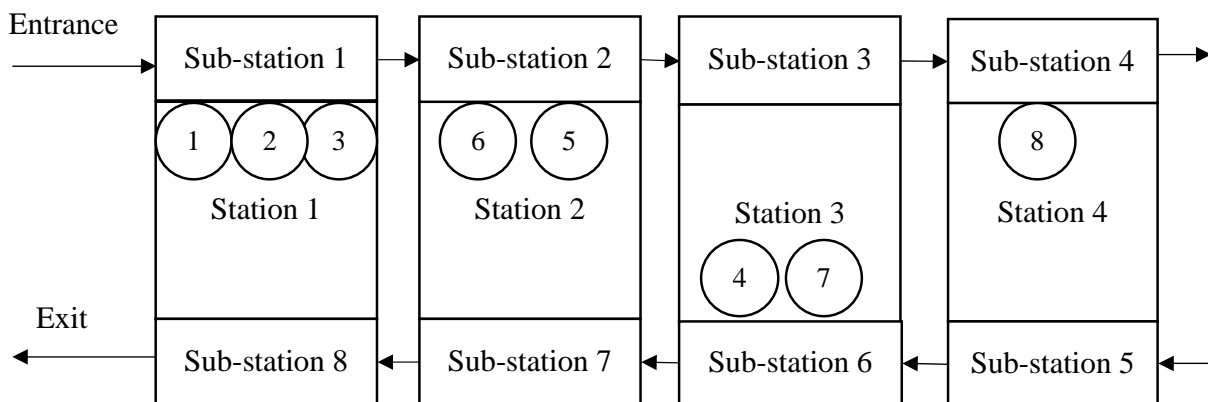 Entrance
Sub-station 1
Sub-station 2
Sub-station 3
Sub-station 4
1 2 3
6 5
8
Station 1
Station 2
Station 3
Station 4
4 7
Exit
Sub-station 8
Sub-station 7
Sub-station 6
Sub-station 5